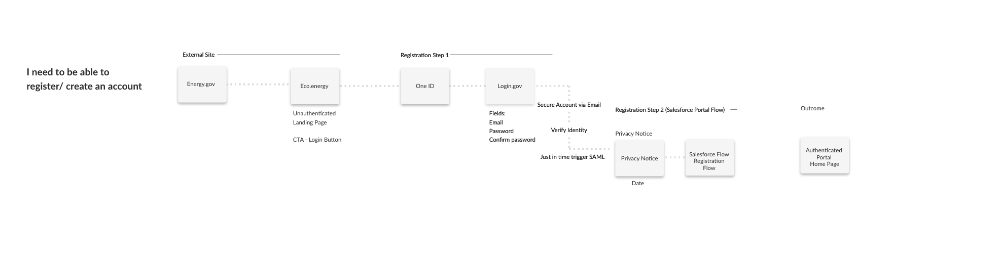 I need to be able to
register/ create an account
External Site
Energy.gov
Eco.energy
Unauthenticated
Landing Page
CTA - Login Button
Registration Step 1
One ID
Login.gov
Fields:
Email
Password
Confirm password
Secure Account via Email
Verify Identity
Just in time trigger SAML
Registration Step 2 (Salesforce Portal Flow)
Privacy Notice
Privacy Notice
Date
Salesforce Flow
Registration
Flow
Outcome
Authenticated
Portal
Home Page